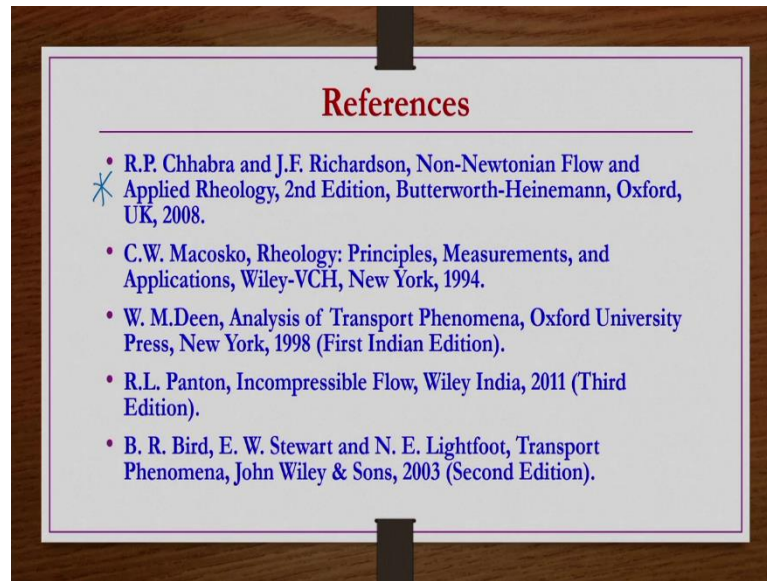 References
• R.P. Chhabra and J.F. Richardson, Non-Newtonian Flow and
Applied Rheology, 2nd Edition, Butterworth-Heinemann, Oxford,
UK, 2008.
• C.W. Macosko, Rheology: Principles, Measurements, and
Applications, Wiley-VCH, New York, 1994.
• W. M.Deen, Analysis of Transport Phenomena, Oxford University
Press, New York, 1998 (First Indian Edition).
• R.L. Panton, Incompressible Flow, Wiley India, 2011 (Third
Edition).
• B. R. Bird, E. W. Stewart and N. E. Lightfoot, Transport
Phenomena, John Wiley & Sons, 2003 (Second Edition).